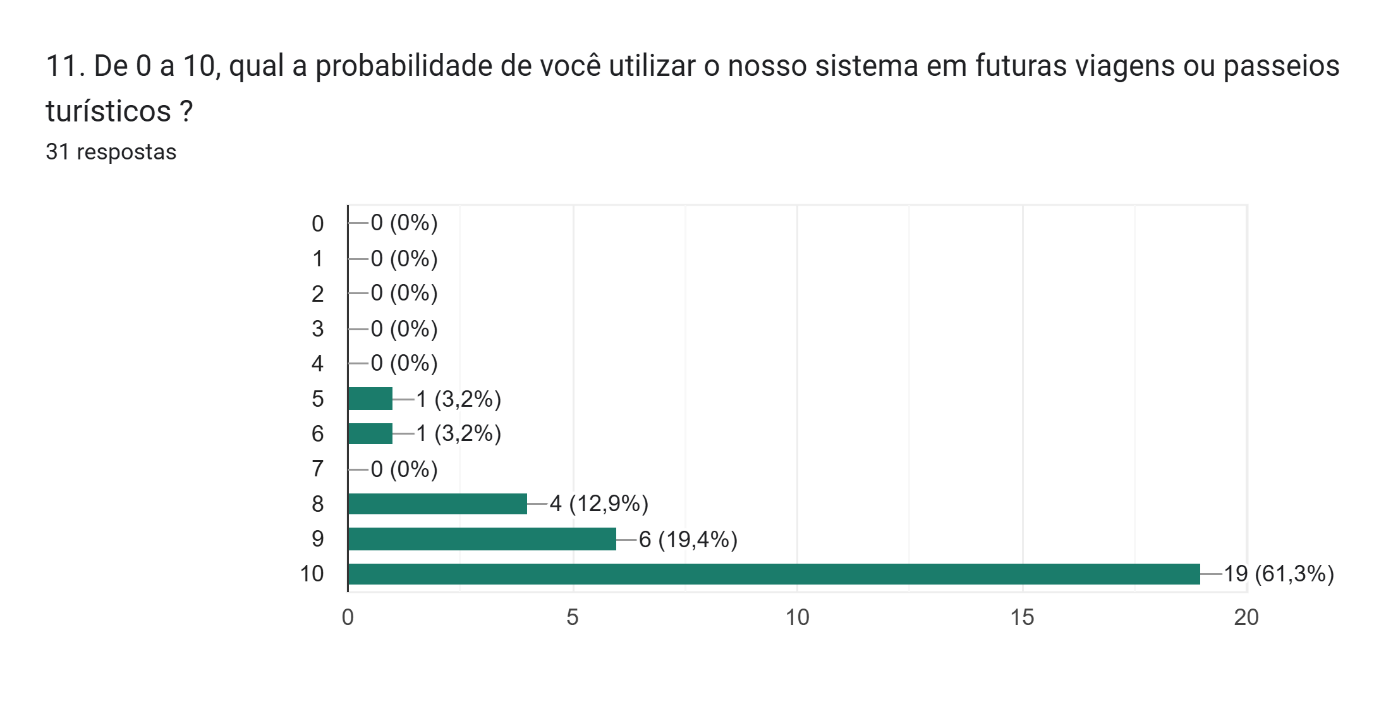 11. De 0 a 10, qual a probabilidade de você utilizar o nosso sistema em futuras viagens ou passeios
turísticos ?
31 respostas
0 0 (0%)
1 0 (0%)
2 0 (0%)
3 0 (0%)
4 0 (0%)
5 1 (3,2%)
6 1 (3,2%)
7 0 (0%)
8 4 (12,9%)
9 6 (19,4%)
10 19 (61,3%)
0 5 10 15 20